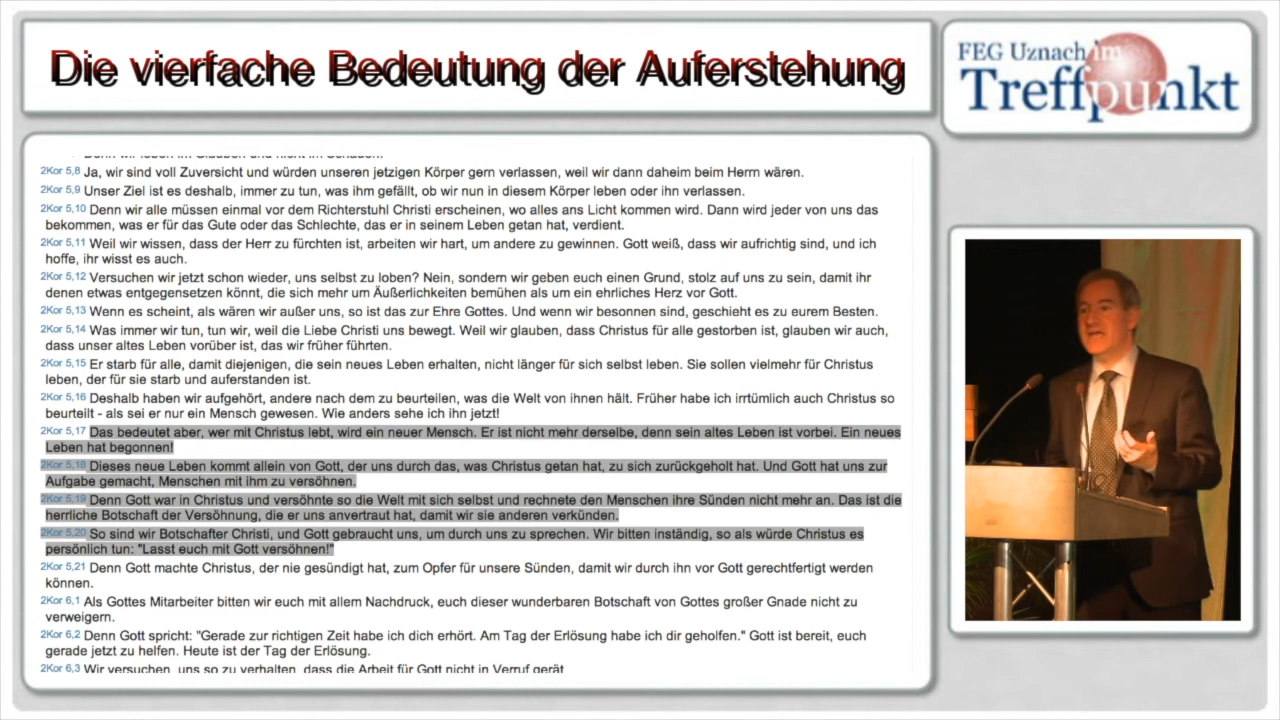 Die vierfache Bedeutung der Auferstehung
FEG Uznach im
Treffpunkt
Denn wir leben im Glauben und nicht im Schauen.
2Kor 5,8 Ja, wir sind voll Zuversicht und würden unseren jetzigen Körper gern verlassen, weil wir dann daheim beim Herrn wären.
2Kor 5,9 Unser Ziel ist es deshalb, immer zu tun, was ihm gefällt, ob wir nun in diesem Körper leben oder ihn verlassen.
2Kor 5,10 Denn wir alle müssen einmal vor dem Richterstuhl Christi erscheinen, wo alles ans Licht kommen wird. Dann wird jeder von uns das
bekommen, was er für das Gute oder das Schlechte, das er in seinem Leben getan hat, verdient.
2Kor 5,11 Weil wir wissen, dass der Herr zu fürchten ist, arbeiten wir hart, um andere zu gewinnen. Gott weiß, dass wir aufrichtig sind, und ich
hoffe, ihr wisst es auch.
2Kor 5,12 Versuchen wir jetzt schon wieder, uns selbst zu loben? Nein, sondern wir geben euch einen Grund, stolz auf uns zu sein, damit ihr
denen etwas entgegensetzen könnt, die sich mehr um Äußerlichkeiten bemühen als um ein ehrliches Herz vor Gott.
2Kor 5,13 Wenn es scheint, als wären wir außer uns, so ist das zur Ehre Gottes. Und wenn wir besonnen sind, geschieht es zu eurem Besten.
2Kor 5,14 Was immer wir tun, tun wir, weil die Liebe Christi uns bewegt. Weil wir glauben, dass Christus für alle gestorben ist, glauben wir auch,
dass unser altes Leben vorüber ist, das wir früher führten.
2Kor 5,15 Er starb für alle, damit diejenigen, die sein neues Leben erhalten, nicht länger für sich selbst leben. Sie sollen vielmehr für Christus
leben, der für sie starb und auferstanden ist.
2Kor 5,16 Deshalb haben wir aufgehört, andere nach dem zu beurteilen, was die Welt von ihnen hält. Früher habe ich irrtümlich auch Christus so
beurteilt - als sei er nur ein Mensch gewesen. Wie anders sehe ich ihn jetzt!
2Kor 5,17 Das bedeutet aber, wer mit Christus lebt, wird ein neuer Mensch. Er ist nicht mehr derselbe, denn sein altes Leben ist vorbei. Ein neues
Leben hat begonnen!
2Kor 5,18 Dieses neue Leben kommt allein von Gott, der uns durch das, was Christus getan hat, zu sich zurückgeholt hat. Und Gott hat uns zur
Aufgabe gemacht, Menschen mit ihm zu versöhnen.
2Kor 5,19 Denn Gott war in Christus und versöhnte so die Welt mit sich selbst und rechnete den Menschen ihre Sünden nicht mehr an. Das ist die
herrliche Botschaft der Versöhnung, die er uns anvertraut hat, damit wir sie anderen verkünden.
2Kor 5,20 So sind wir Botschafter Christi, und Gott gebraucht uns, um durch uns zu sprechen. Wir bitten inständig, so als würde Christus es
persönlich tun: "Lasst euch mit Gott versöhnen!"
2Kor 5,21 Denn Gott machte Christus, der nie gesündigt hat, zum Opfer für unsere Sünden, damit wir durch ihn vor Gott gerechtfertigt werden
können.
2Kor 6,1 Als Gottes Mitarbeiter bitten wir euch mit allem Nachdruck, euch dieser wunderbaren Botschaft von Gottes großer Gnade nicht zu
verweigern.
2Kor 6,2 Denn Gott spricht: "Gerade zur richtigen Zeit habe ich dich erhört. Am Tag der Erlösung habe ich dir geholfen." Gott ist bereit, euch
gerade jetzt zu helfen. Heute ist der Tag der Erlösung.
2Kor 6,3 Wir versuchen, uns so zu verhalten, dass die Arbeit für Gott nicht in Verruf gerät